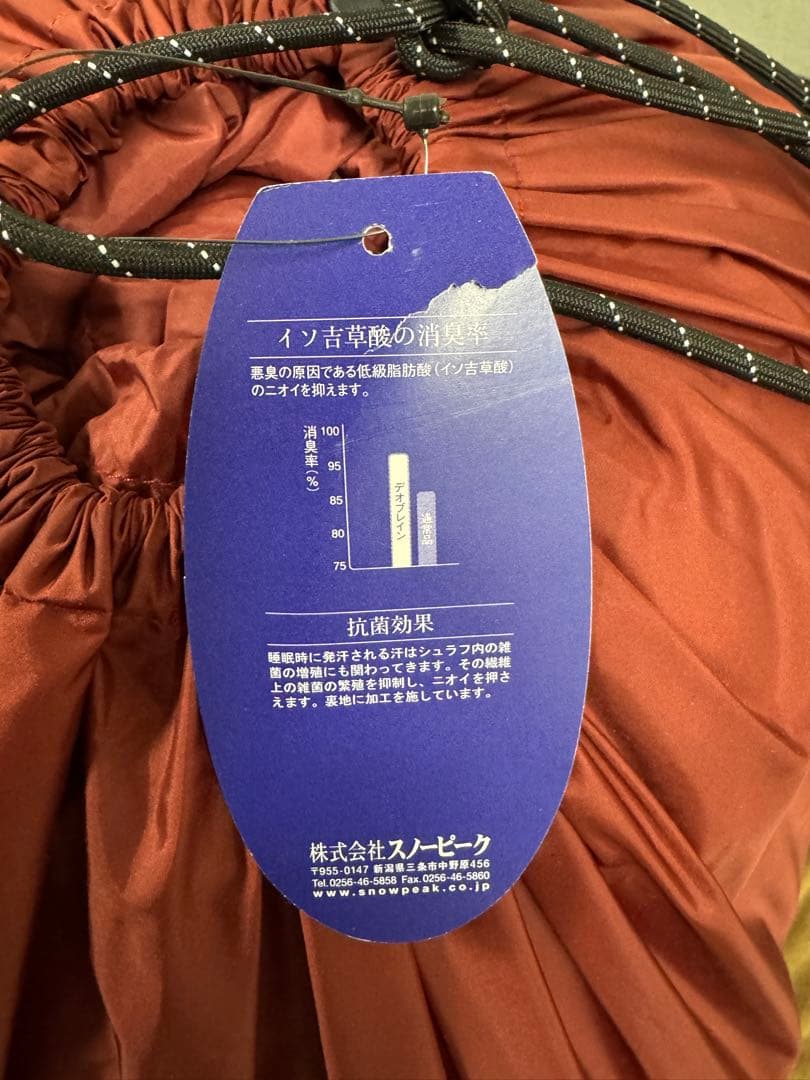 イソ吉草酸の消臭率
悪臭の原因である低級脂肪酸(イソ吉草酸)
のニオイを抑えます。
消臭率(%)
100
95
85
80
75
デオブレイン
通常品
抗菌効果
睡眠時に発汗される汗はシュラフ内の雑
菌の増殖にも関わってきます。その繊維
上の雑菌の繁殖を抑制し、ニオイを押さ
えます。裏地に加工を施しています。
株式会社スノーピーク
〒955-0147 新潟県三条市中野原456
Tel.0256-46-5858 Fax.0256-46-5860
www.snowpeak.co.jp